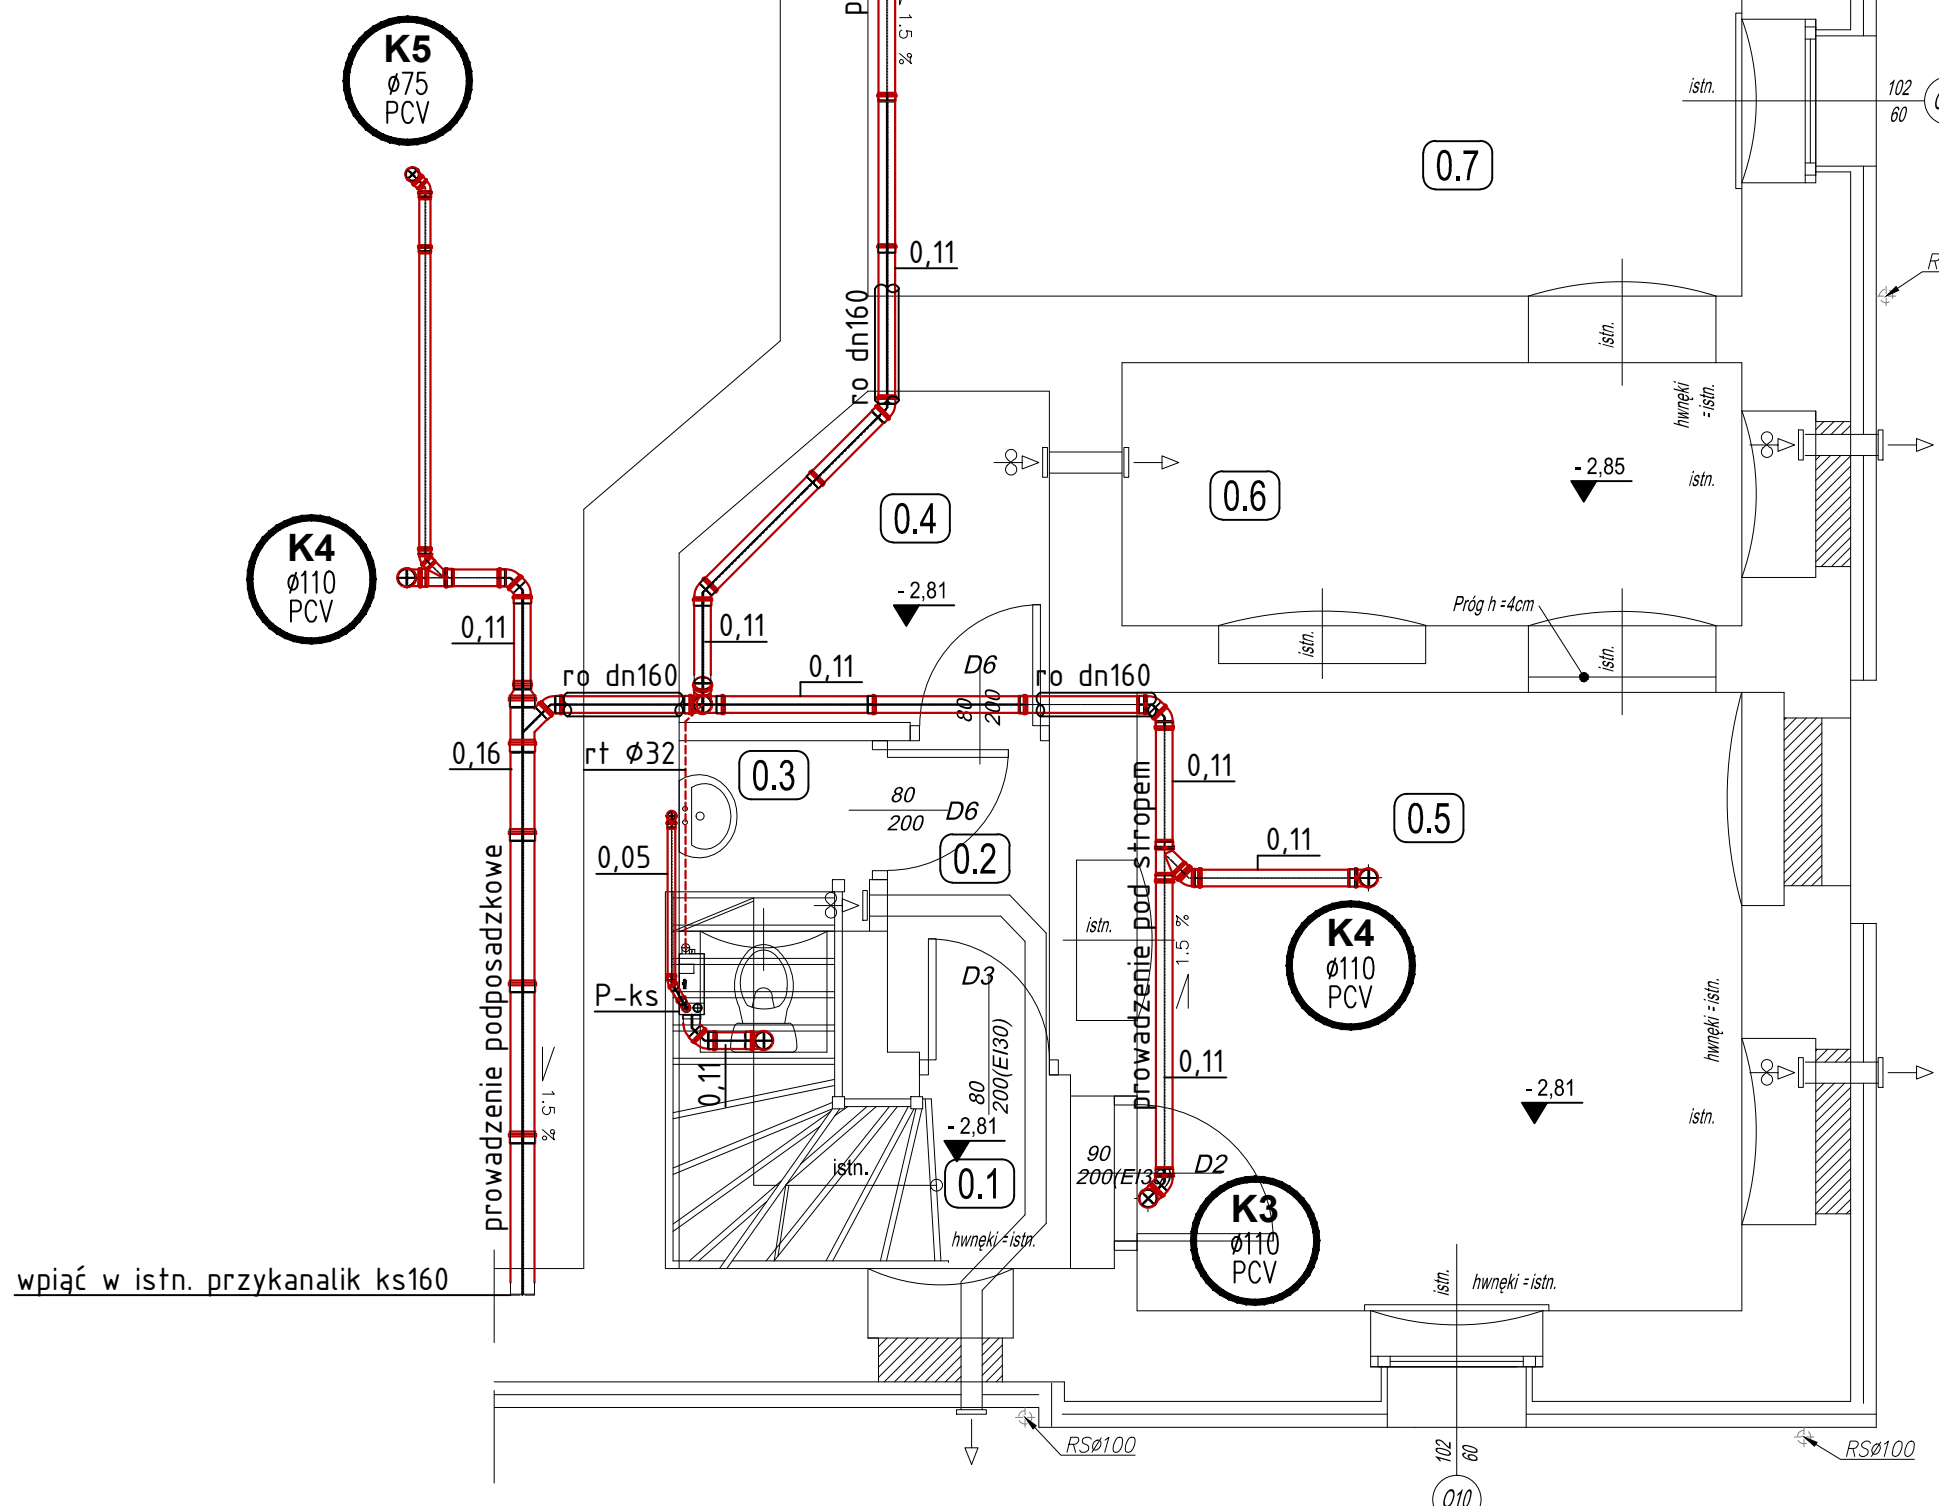 K5
ø75
PCV
1.5 %
istn.
102
60
0.7
0,11
ro dn160
istn.
hwnęki
=istn.
0.4
0.6
- 2,85
istn.
K4
ø110
PCV
- 2,81
Próg h =4cm
0,11
0,11
istn.
istn.
ro dn160
0,11
D6
80
200
ro dn160
0,16
rt ø32
0.3
0,11
80
200
D6
0.5
0,05
0.2
0,11
prowadzenie podposadzkowe
1.5 %
prowadzenie pod stropem
1.5 %
istn.
K4
ø110
PCV
P-ks
D3
80
200(EI30)
hwnęki =istn.
0,11
0,11
- 2,81
- 2,81
istn.
istn.
0.1
90
200(EI3
D2
K3
ø110
PCV
hwnęki =istn.
wpiąć w istn. przykanalik ks160
istn.
hwnęki =istn.
RSø100
102
60
RSø100
O10